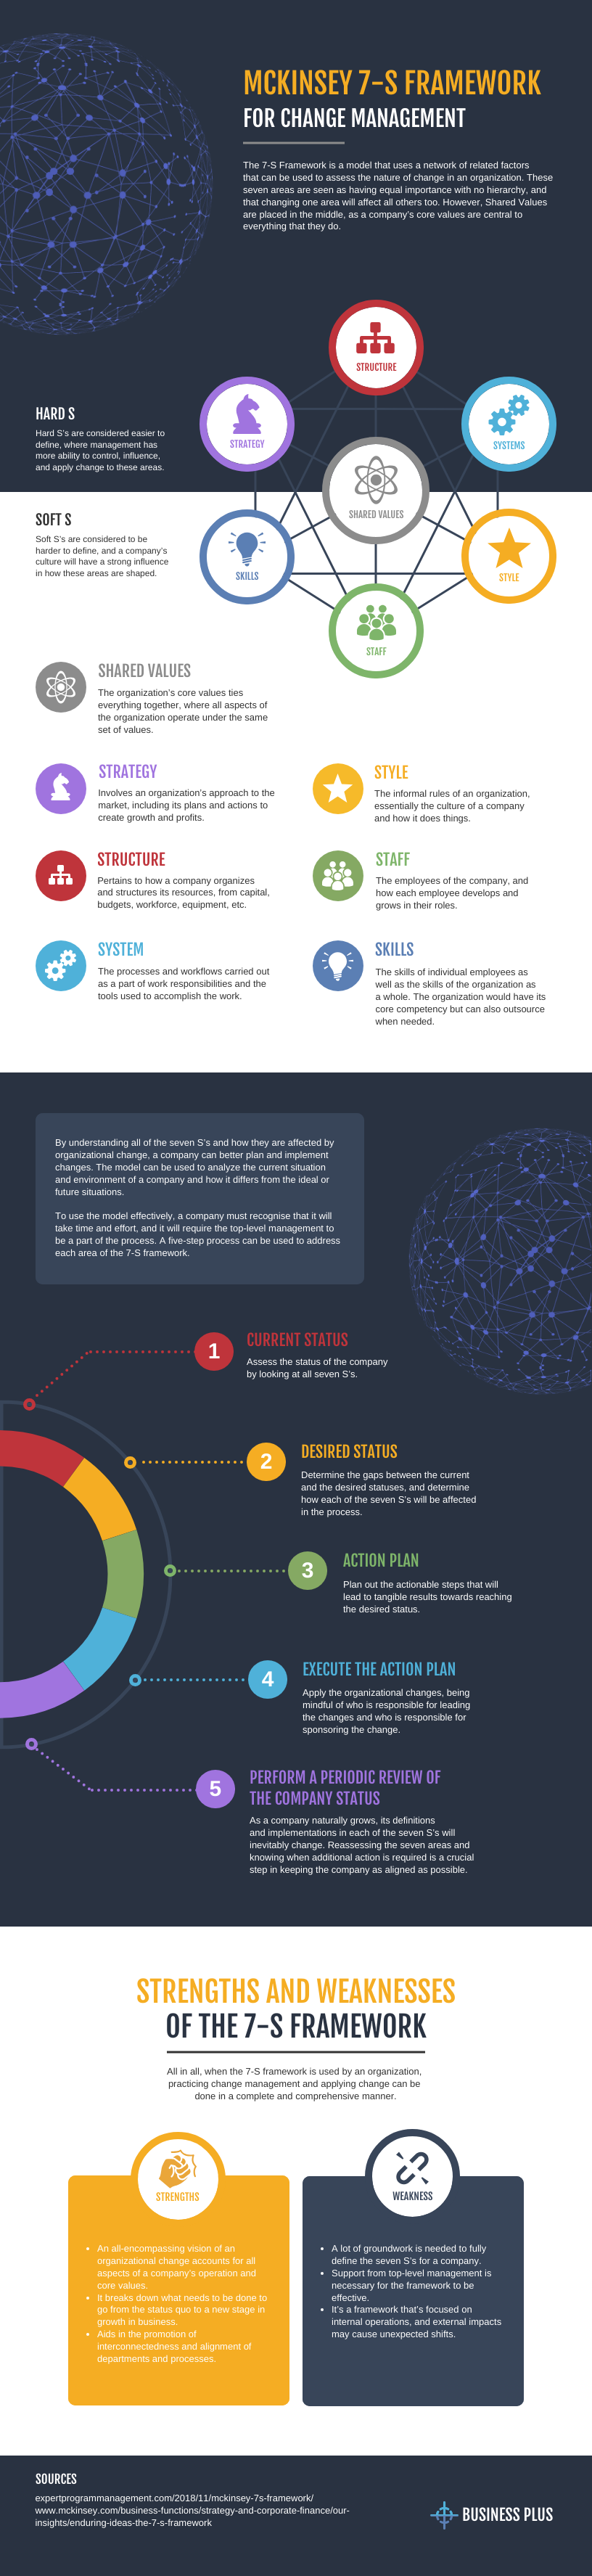 MCKINSEY 7-S FRAMEWORK
FOR CHANGE MANAGEMENT
The 7-S Framework is a model that uses a network of related factors
that can be used to assess the nature of change in an organization. These
seven areas are seen as having equal importance with no hierarchy, and
that changing one area will affect all others too. However, Shared Values
are placed in the middle, as a company's core values are central to
everything that they do.
STRUCTURE
STRATEGY
SYSTEMS
SHARED VALUES
SKILLS
STYLE
STAFF
HARD S
Hard S's are considered easier to
define, where management has
more ability to control, influence,
and apply change to these areas.
SOFT S
Soft S's are considered to be
harder to define, and a company's
culture will have a strong influence
in how these areas are shaped.
SHARED VALUES
The organization's core values ties
everything together, where all aspects of
the organization operate under the same
set of values.
STRATEGY
Involves an organization's approach to the
market, including its plans and actions to
create growth and profits.
STYLE
The informal rules of an organization,
essentially the culture of a company
and how it does things.
STRUCTURE
Pertains to how a company organizes
and structures its resources, from capital,
budgets, workforce, equipment, etc.
STAFF
The employees of the company, and
how each employee develops and
grows in their roles.
SYSTEM
The processes and workflows carried out
as a part of work responsibilities and the
tools used to accomplish the work.
SKILLS
The skills of individual employees as
well as the skills of the organization as
a whole. The organization would have its
core competency but can also outsource
when needed.
By understanding all of the seven S's and how they are affected by
organizational change, a company can better plan and implement
changes. The model can be used to analyze the current situation
and environment of a company and how it differs from the ideal or
future situations.
To use the model effectively, a company must recognise that it will
take time and effort, and it will require the top-level management to
be a part of the process. A five-step process can be used to address
each area of the 7-S framework.
1
CURRENT STATUS
Assess the status of the company
by looking at all seven S's.
2
DESIRED STATUS
Determine the gaps between the current
and the desired statuses, and determine
how each of the seven S's will be affected
in the process.
3
ACTION PLAN
Plan out the actionable steps that will
lead to tangible results towards reaching
the desired status.
4
EXECUTE THE ACTION PLAN
Apply the organizational changes, being
mindful of who is responsible for leading
the changes and who is responsible for
sponsoring the change.
5
PERFORM A PERIODIC REVIEW OF
THE COMPANY STATUS
As a company naturally grows, its definitions
and implementations in each of the seven S's will
inevitably change. Reassessing the seven areas and
knowing when additional action is required is a crucial
step in keeping the company as aligned as possible.
STRENGTHS AND WEAKNESSES
OF THE 7-S FRAMEWORK
All in all, when the 7-S framework is used by an organization,
practicing change management and applying change can be
done in a complete and comprehensive manner.
STRENGTHS
• An all-encompassing vision of an
organizational change accounts for all
aspects of a company's operation and
core values.
• It breaks down what needs to be done to
go from the status quo to a new stage in
growth in business.
• Aids in the promotion of
interconnectedness and alignment of
departments and processes.
WEAKNESS
• A lot of groundwork is needed to fully
define the seven S's for a company.
• Support from top-level management is
necessary for the framework to be
effective.
• It's a framework that's focused on
internal operations, and external impacts
may cause unexpected shifts.
SOURCES
expertprogrammanagement.com/2018/11/mckinsey-7s-framework/
www.mckinsey.com/business-functions/strategy-and-corporate-finance/our-
insights/enduring-ideas-the-7-s-framework
BUSINESS PLUS